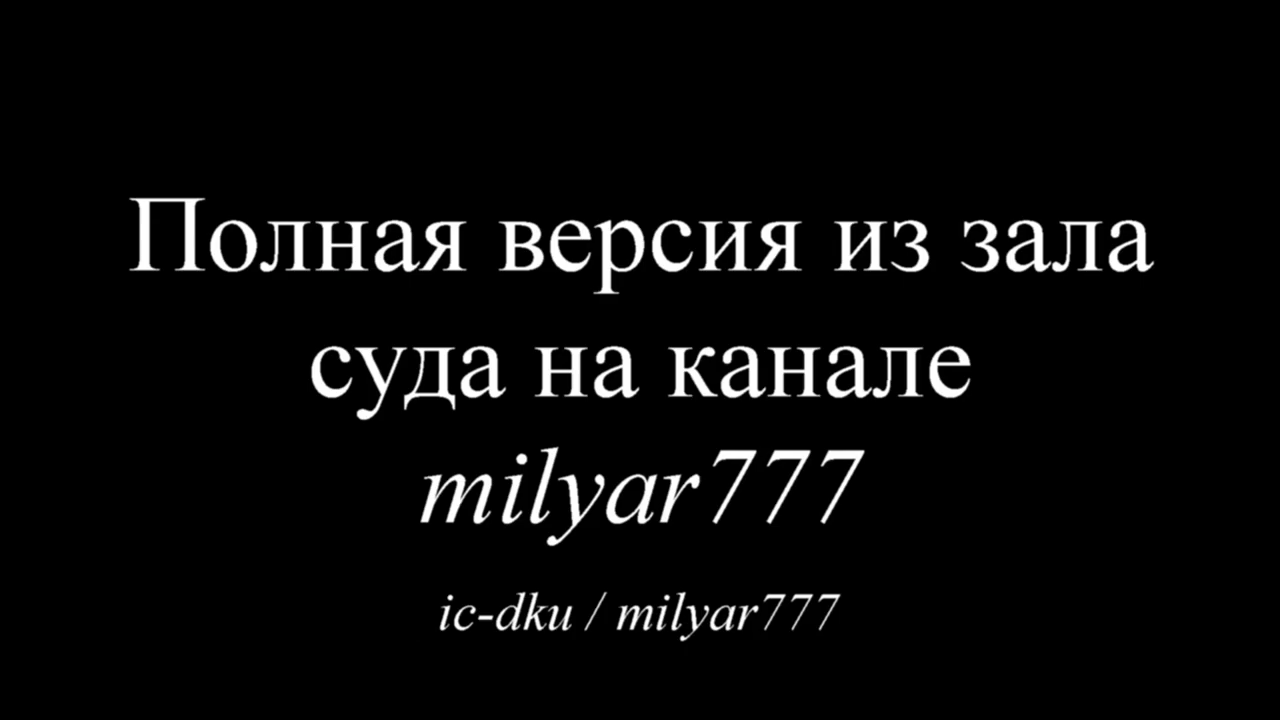 Полная версия из зала
суда на канале
milyar777
ic-dku / milyar777